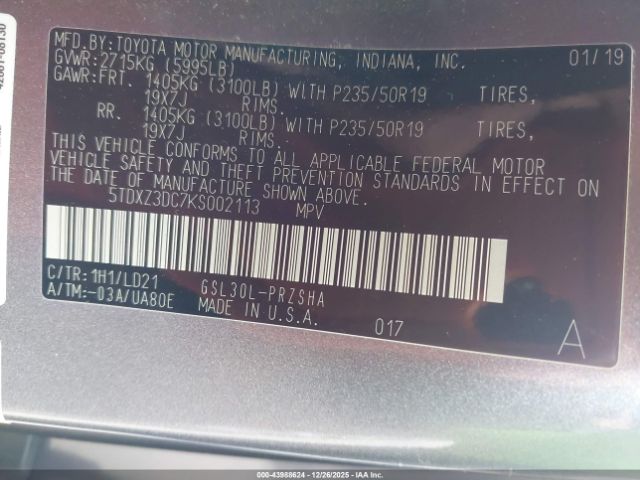 MFD.BY:TOYOTA MOTOR MANUFACTURING, INDIANA, INC. 01/19
GVWR:2715KG (5995LB)
GAWR:FRT. 1405KG (3100LB) WITH P235/50R19 TIRES,
19X7J RIMS.
RR. 1405KG (3100LB) WITH P235/50R19 TIRES,
19X7J RIMS.
THIS VEHICLE CONFORMS TO ALL APPLICABLE FEDERAL MOTOR
VEHICLE SAFETY AND THEFT PREVENTION STANDARDS IN EFFECT ON
THE DATE OF MANUFACTURE SHOWN ABOVE.
5TDXZ3DC7KS002113 MPV
C/TR:1H1/LD21 GSL30L-PRZSHA
A/TM:-03A/UA80E MADE IN U.S.A. 017 A
000-43988624 - 12/26/2025 - IAA Corp.